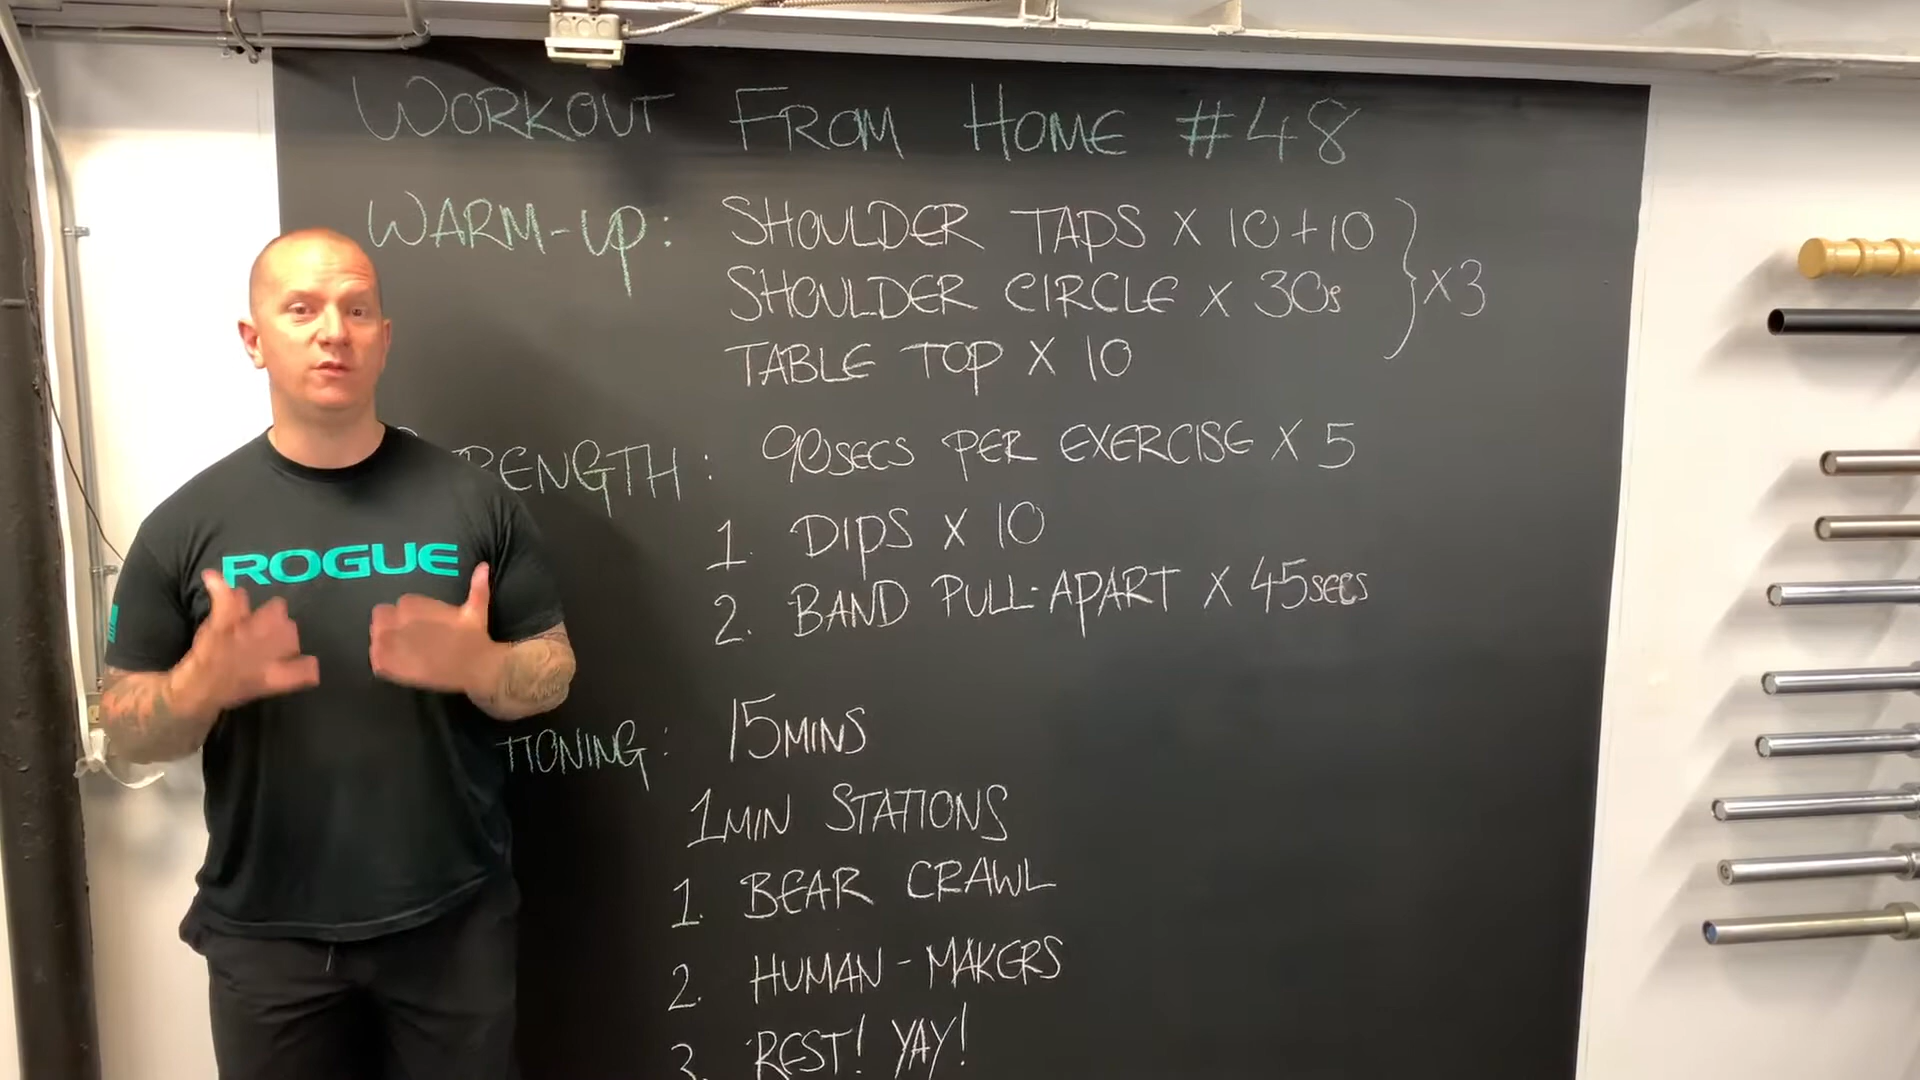 WORKOUT FROM HOME #48
WARM-UP: SHOULDER TAPS X 10+10
SHOULDER CIRCLE X 30s } X3
TABLE TOP X 10
RENGTH: 90SECS PER EXERCISE X 5
1. DIPS X 10
2. BAND PULL-APART X 45SECS
TIONING: 15MINS
1MIN STATIONS
1. BEAR CRAWL
2. HUMAN-MAKERS
3. REST! YAY!
ROGUE